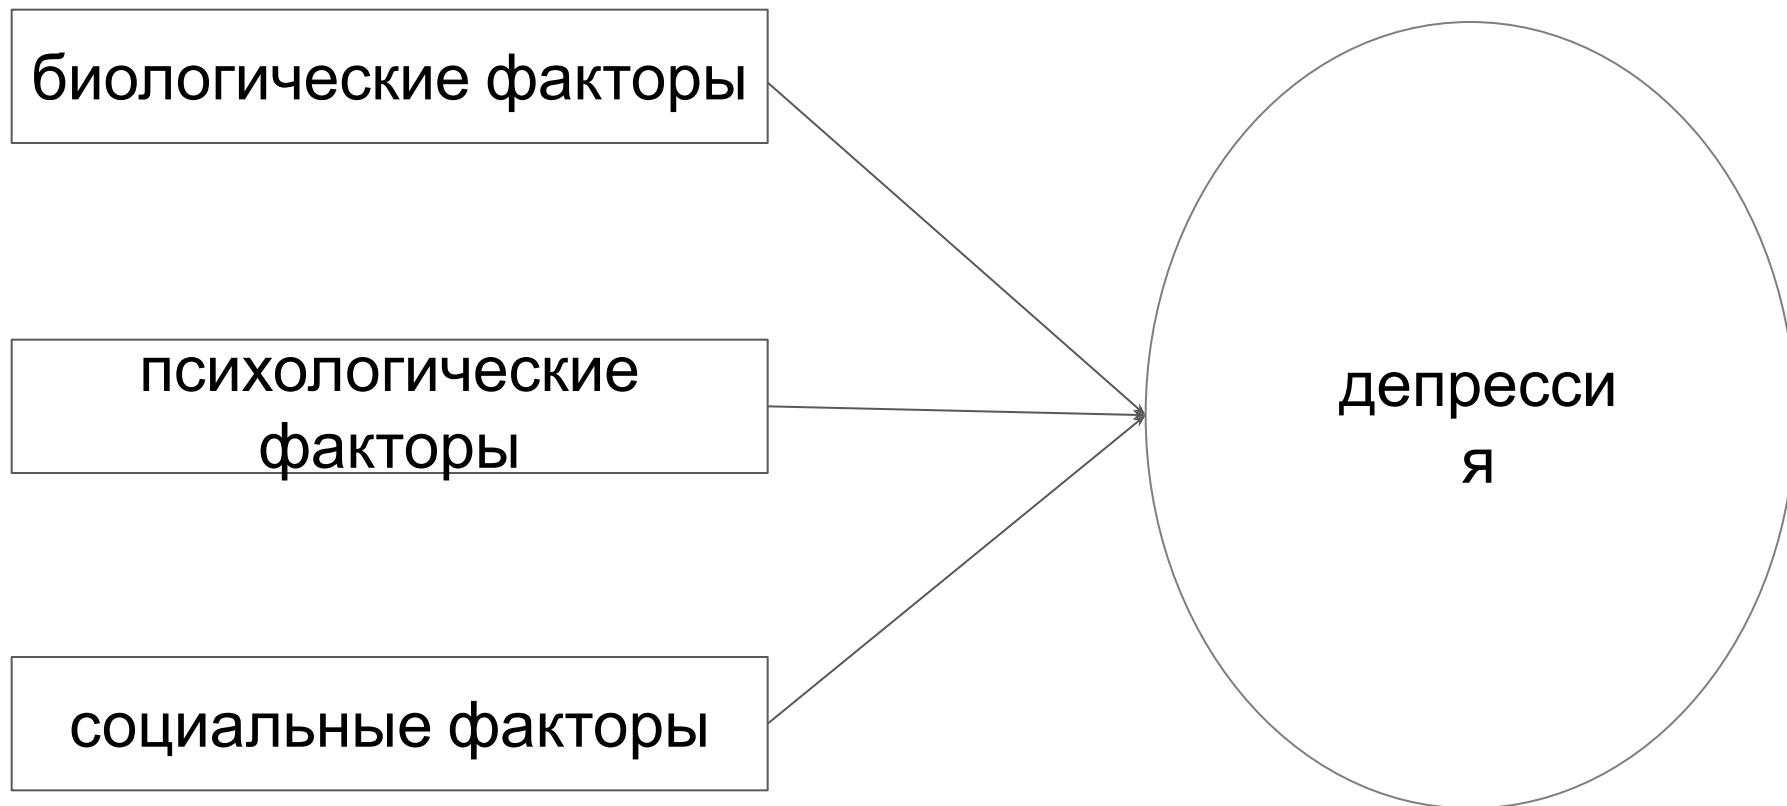 биологические факторы
психологические
факторы
депресси
я
социальные факторы